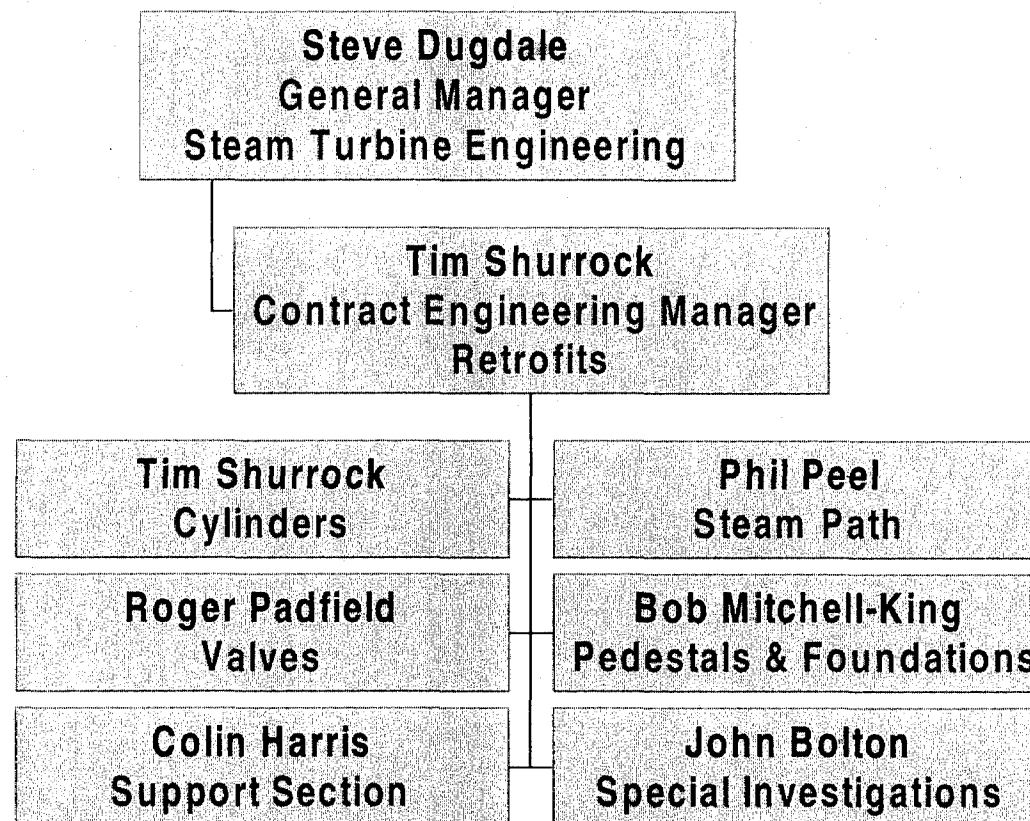 Steve Dugdale
General Manager
Steam Turbine Engineering
Tim Shurrock
Contract Engineering Manager
Retrofits
Tim Shurrock
Cylinders
Phil Peel
Steam Path
Roger Padfield
Valves
Bob Mitchell-King
Pedestals & Foundations
Colin Harris
Support Section
John Bolton
Special Investigations